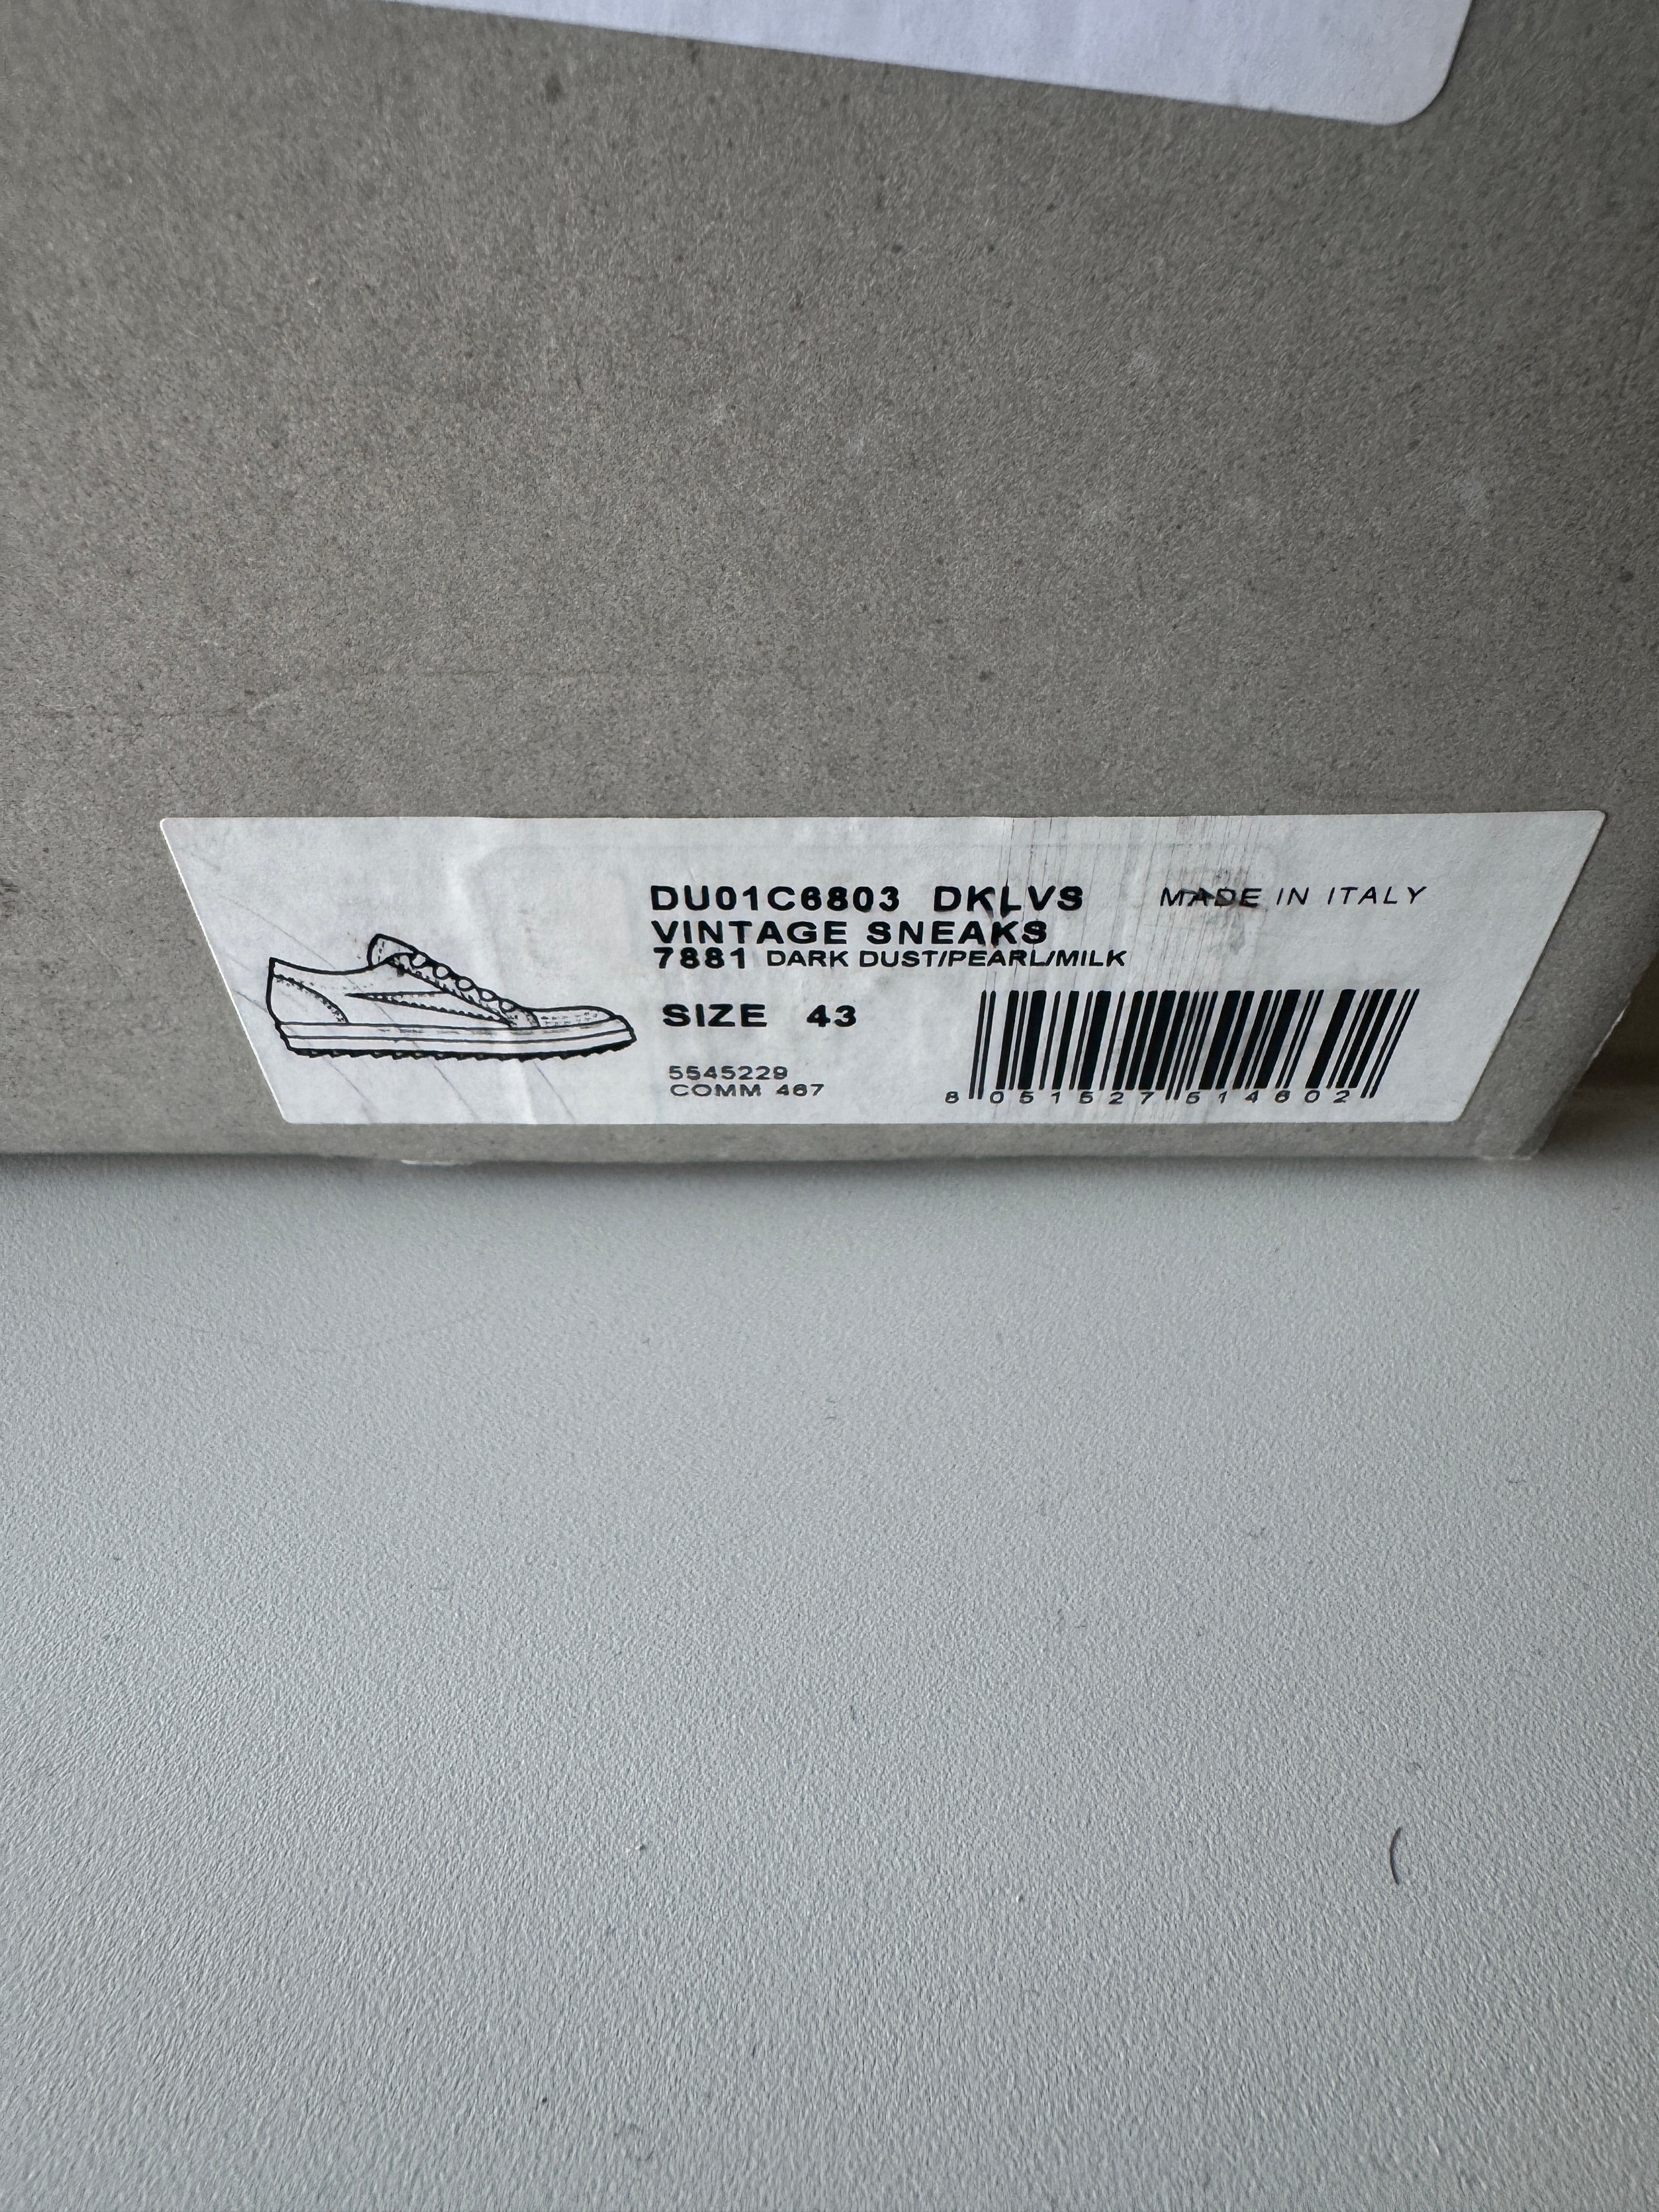 DU01C6803 DKLVS MADE IN ITALY
VINTAGE SNEAKS
7881 DARK DUST/PEARL/MILK
SIZE 43
5545229
COMM 467
8 051527 514602